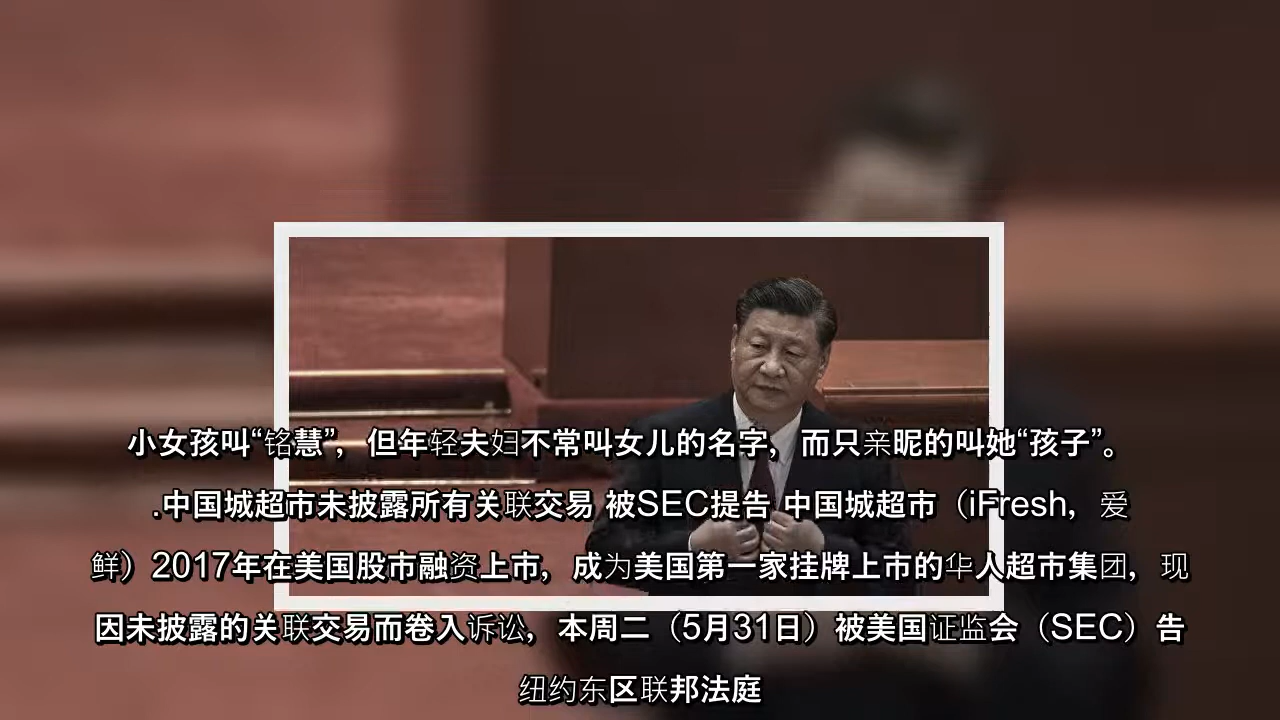 小女孩叫“铭慧”，但年轻夫妇不常叫女儿的名字，而只亲昵的叫她“孩子”。
.中国城超市未披露所有关联交易 被SEC提告 中国城超市（iFresh，爱
鲜）2017年在美国股市融资上市，成为美国第一家挂牌上市的华人超市集团，现
因未披露的关联交易而卷入诉讼，本周二（5月31日）被美国证监会（SEC）告
纽约东区联邦法庭